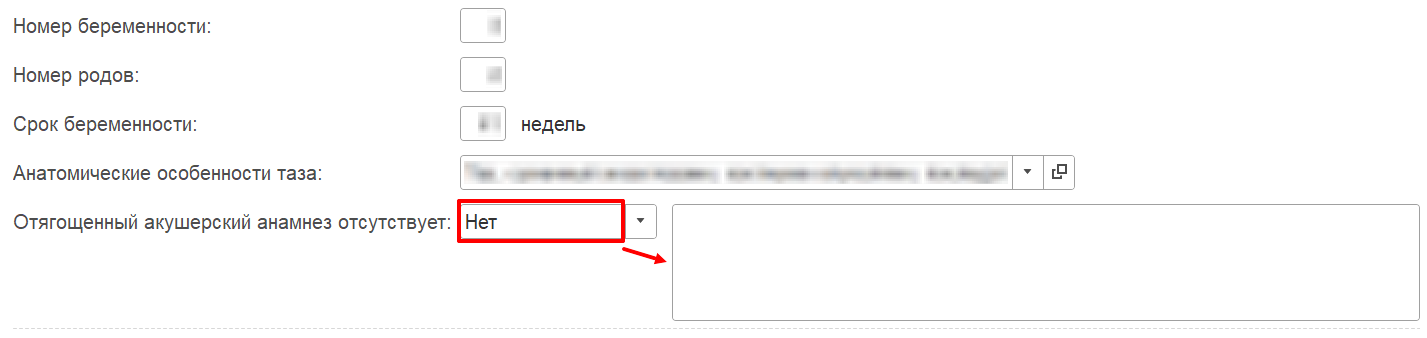 Номер беременности:
Номер родов:
Срок беременности: недель
Анатомические особенности таза:
Отягощенный акушерский анамнез отсутствует: Нет